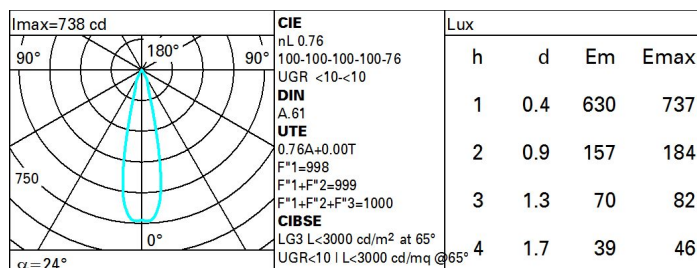 Imax=738 cd
90°
180°
90°
750
0°
α=24°
CIE
nL 0.76
100-100-100-100-76
UGR <10-<10
DIN
A.61
UTE
0.76A+0.00T
F"1=998
F"1+F"2=999
F"1+F"2+F"3=1000
CIBSE
LG3 L<3000 cd/m² at 65°
UGR<10 | L<3000 cd/mq @65°
Lux
h d Em Emax
1 0.4 630 737
2 0.9 157 184
3 1.3 70 82
4 1.7 39 46